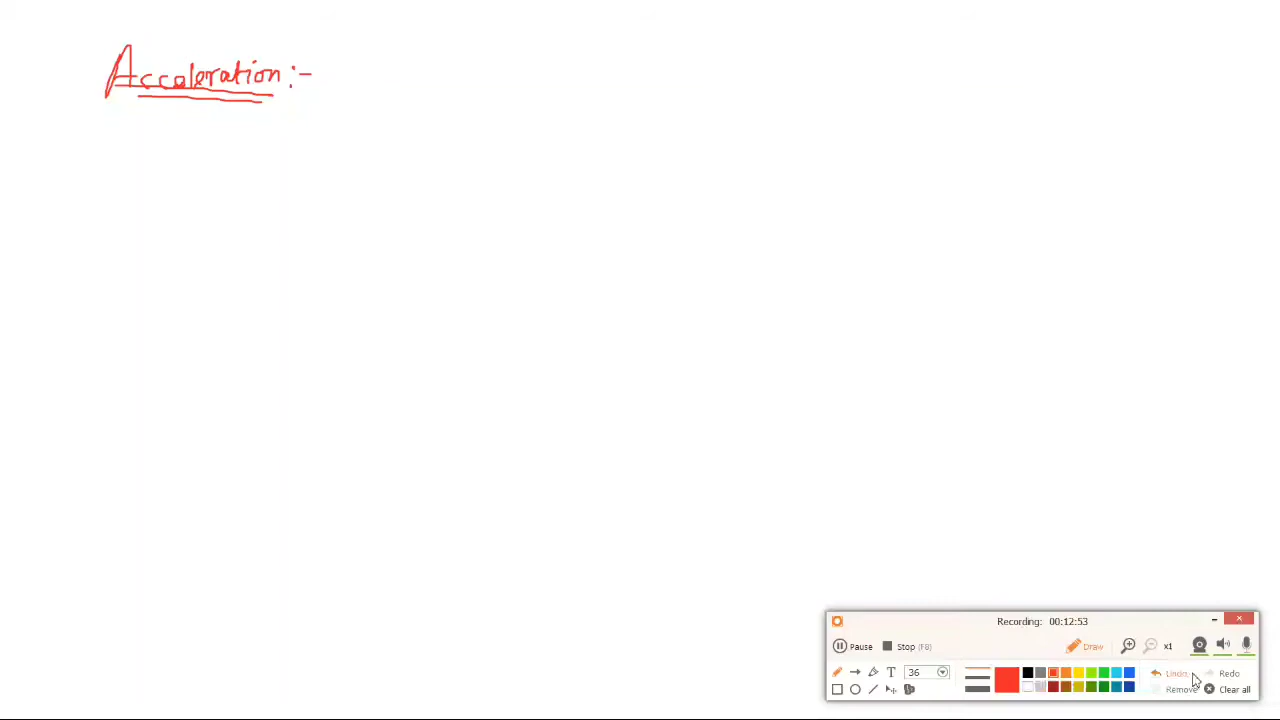 Acceleration :-
Recording: 00:12:53
Pause Stop (F8) Draw x1
T 36 Undo Redo
Remove Clear all